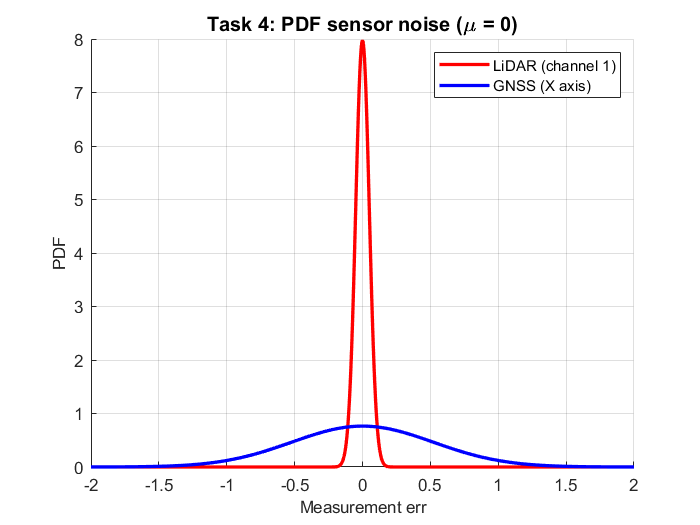 Task 4: PDF sensor noise (μ = 0)
LiDAR (channel 1)
GNSS (X axis)
PDF
8
7
6
5
4
3
2
1
0
-2 -1.5 -1 -0.5 0 0.5 1 1.5 2
Measurement err